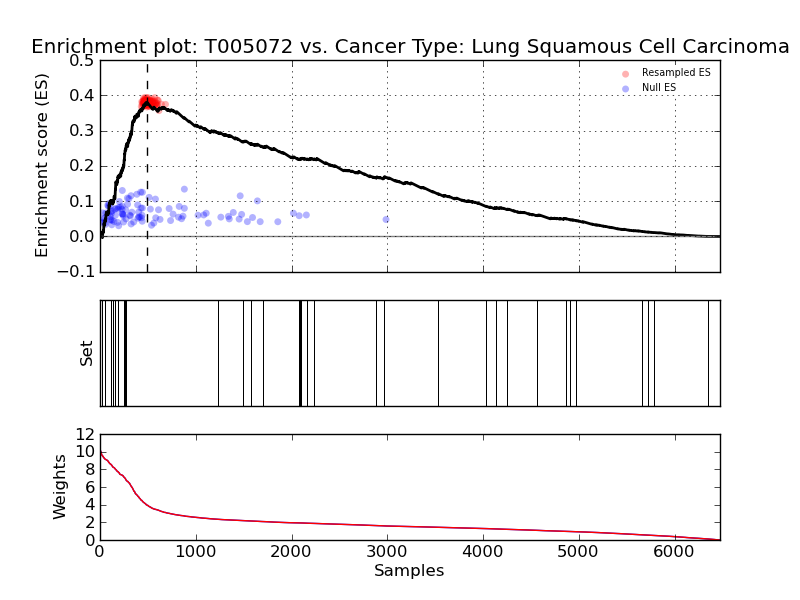 Enrichment plot: T005072 vs. Cancer Type: Lung Squamous Cell Carcinoma
Enrichment score (ES)
0.5
0.4
0.3
0.2
0.1
0.0
−0.1
Resampled ES
Null ES
Set
Weights
12
10
8
6
4
2
0
0 1000 2000 3000 4000 5000 6000
Samples